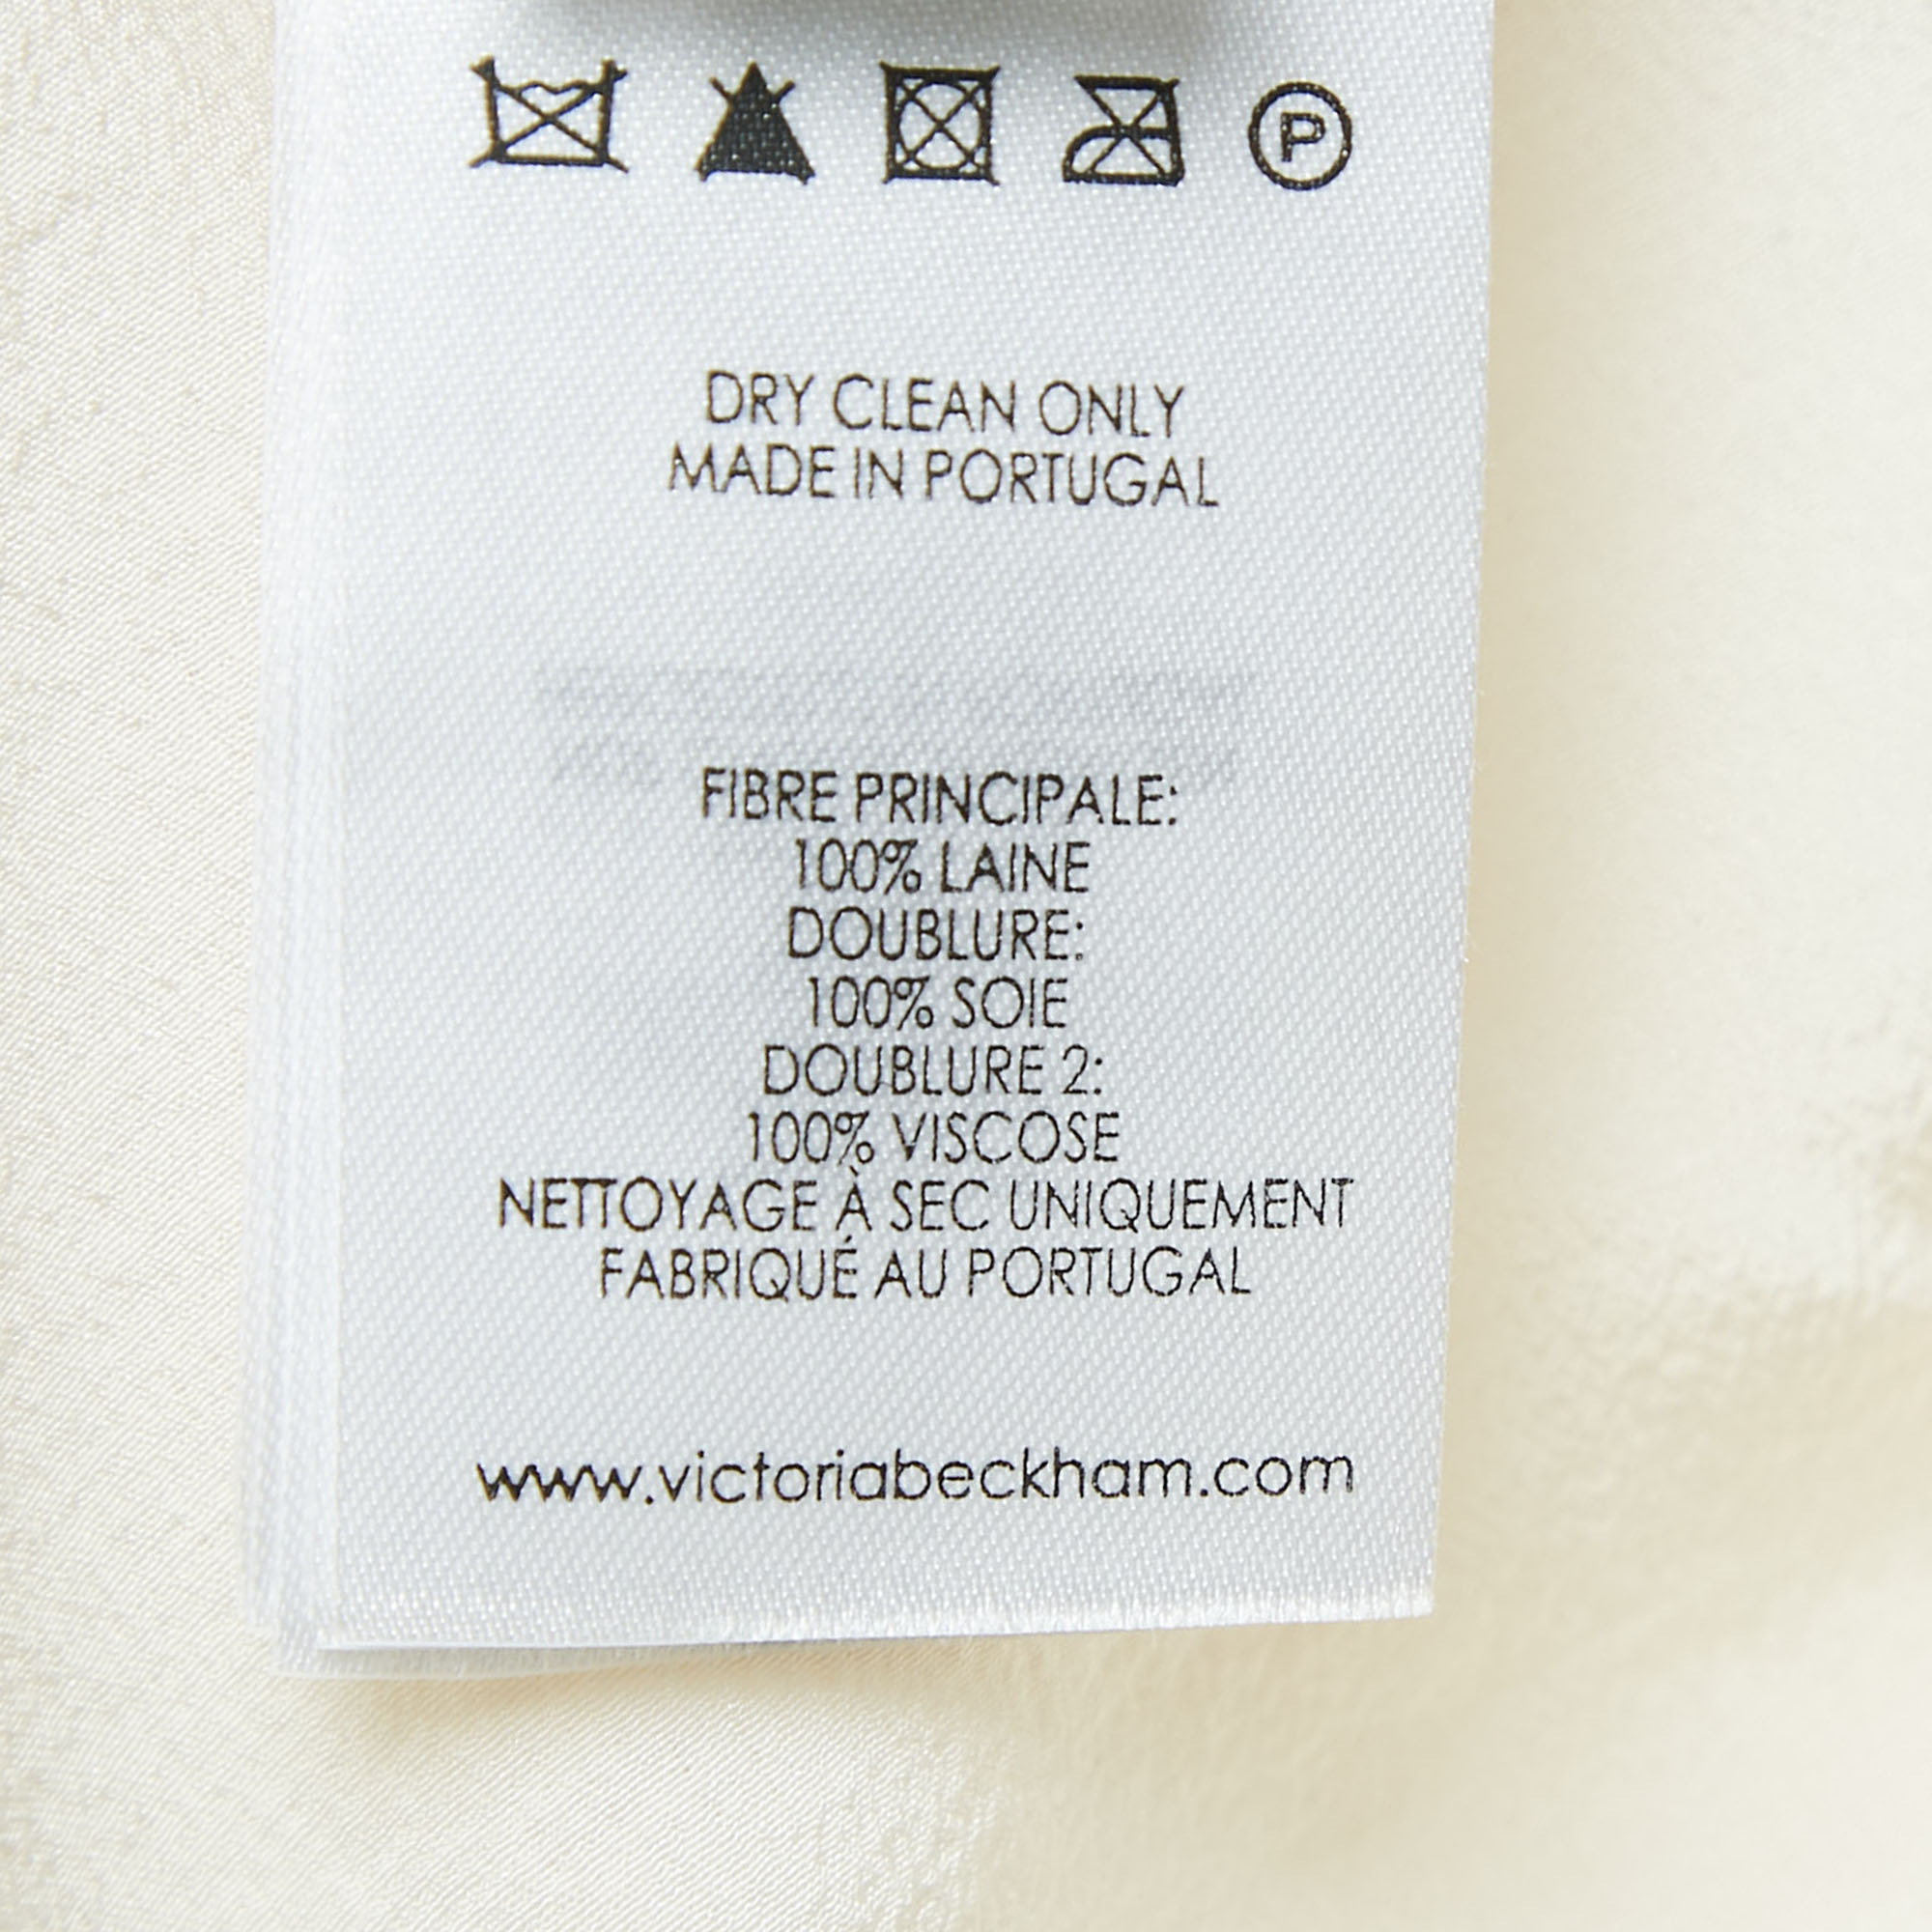 P
DRY CLEAN ONLY
MADE IN PORTUGAL
FIBRE PRINCIPALE:
100% LAINE
DOUBLURE:
100% SOIE
DOUBLURE 2:
100% VISCOSE
NETTOYAGE À SEC UNIQUEMENT
FABRIQUÉ AU PORTUGAL
www.victoriabeckham.com